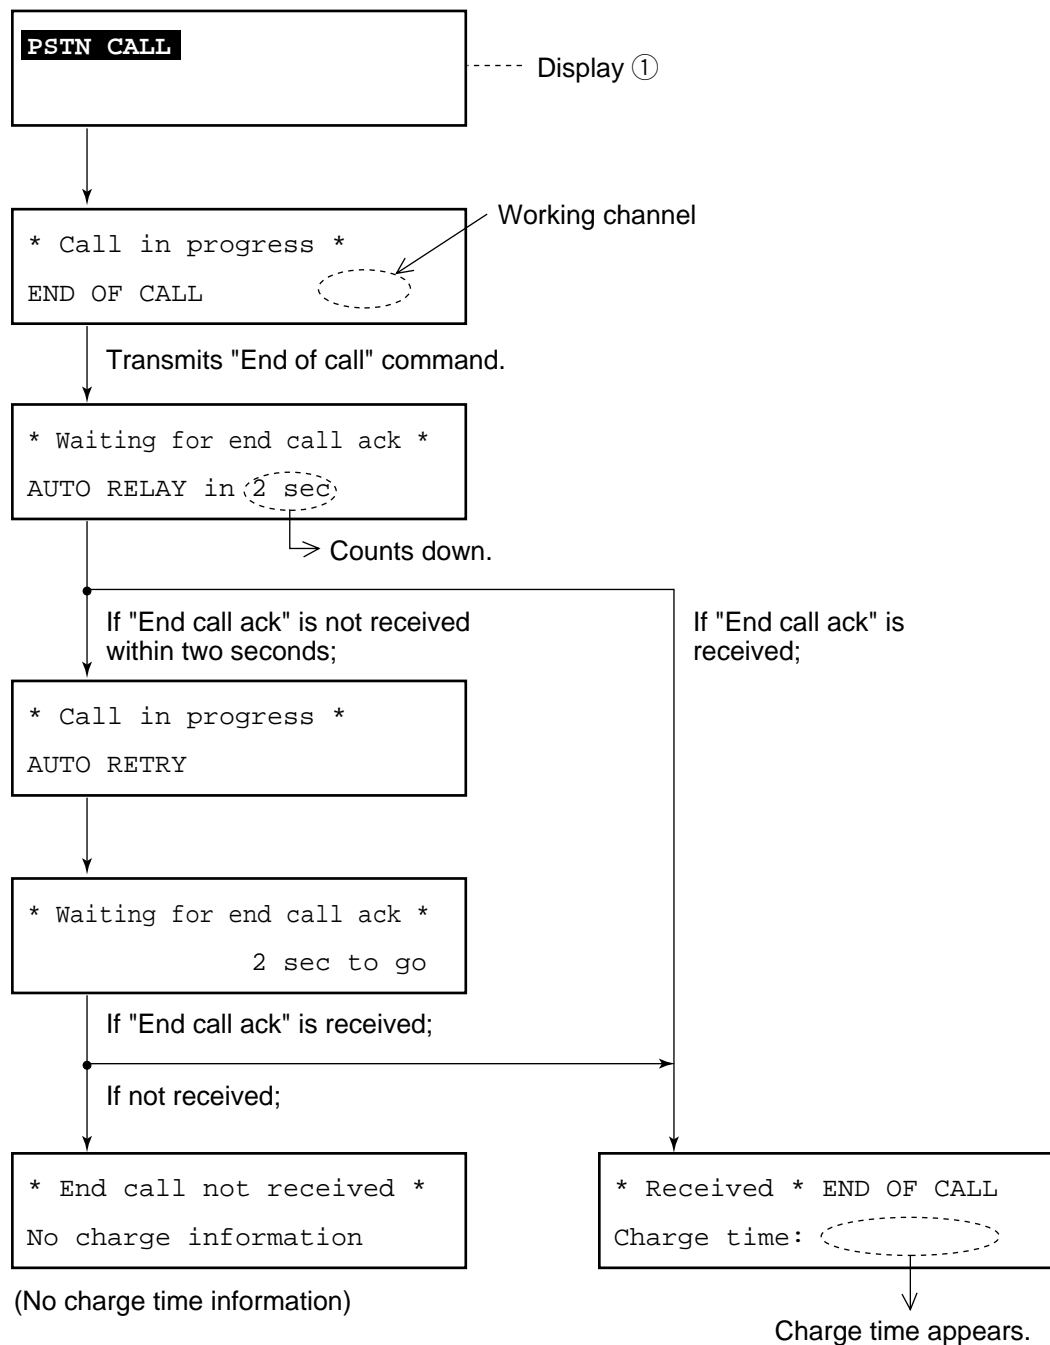 PSTN CALL
Display ①
Working channel
* Call in progress *
END OF CALL
Transmits "End of call" command.
* Waiting for end call ack *
AUTO RELAY in 2 sec
Counts down.
If "End call ack" is not received
within two seconds;
If "End call ack" is
received;
* Call in progress *
AUTO RETRY
* Waiting for end call ack *
2 sec to go
If "End call ack" is received;
If not received;
* End call not received *
No charge information
(No charge time information)
* Received * END OF CALL
Charge time:
Charge time appears.